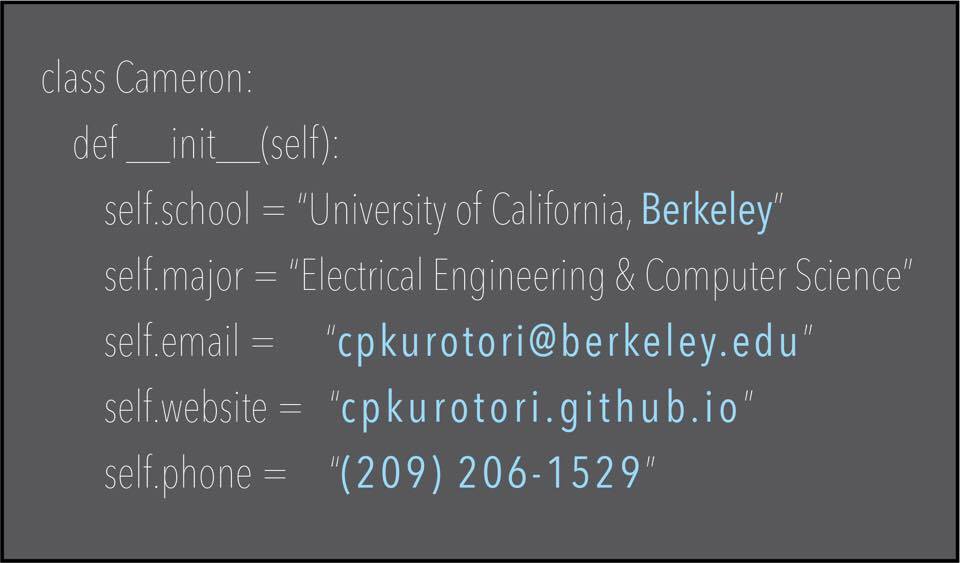 class Cameron:
def __init__(self):
self.school = “University of California, Berkeley”
self.major = “Electrical Engineering & Computer Science”
self.email = “cpkurotori@berkeley.edu”
self.website = “cpkurotori.github.io”
self.phone = “(209) 206-1529”